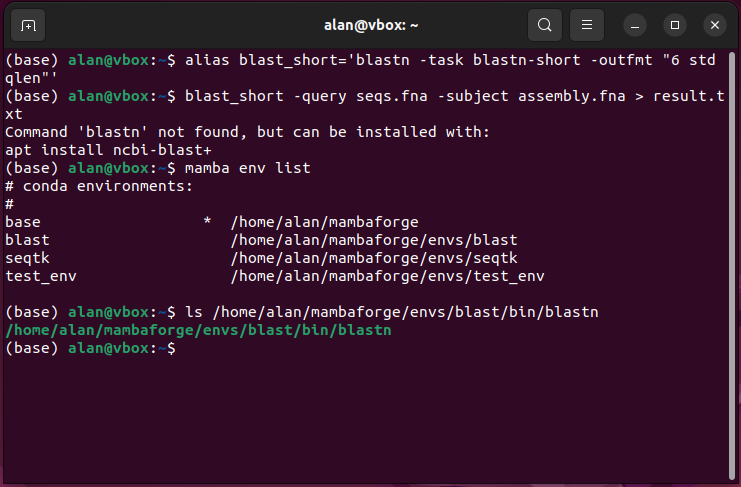 alan@vbox: ~
(base) alan@vbox:~$ alias blast_short='blastn -task blastn-short -outfmt "6 std
qlen"'
(base) alan@vbox:~$ blast_short -query seqs.fna -subject assembly.fna > result.t
xt
Command 'blastn' not found, but can be installed with:
apt install ncbi-blast+
(base) alan@vbox:~$ mamba env list
# conda environments:
#
base                  *  /home/alan/mambaforge
blast                    /home/alan/mambaforge/envs/blast
seqtk                    /home/alan/mambaforge/envs/seqtk
test_env                 /home/alan/mambaforge/envs/test_env
(base) alan@vbox:~$ ls /home/alan/mambaforge/envs/blast/bin/blastn
/home/alan/mambaforge/envs/blast/bin/blastn
(base) alan@vbox:~$